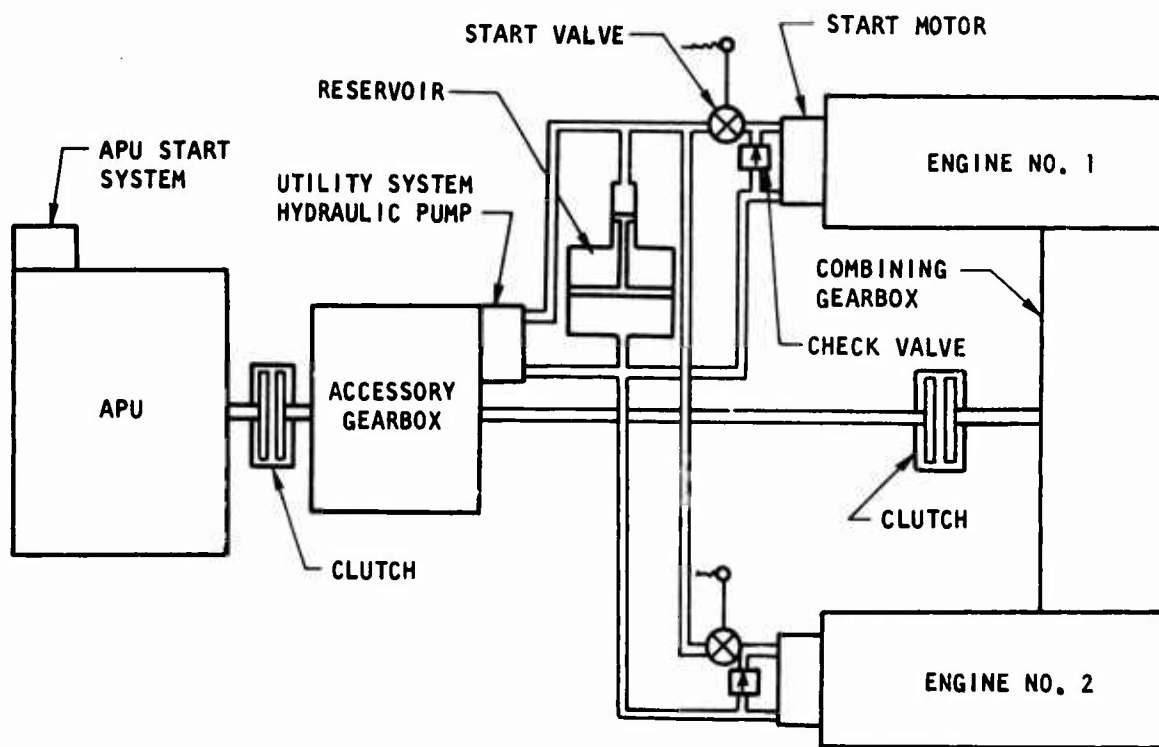 START VALVE
START MOTOR
RESERVOIR
APU START
SYSTEM
UTILITY SYSTEM
HYDRAULIC PUMP
ENGINE NO. 1
COMBINING
GEARBOX
CHECK VALVE
APU
ACCESSORY
GEARBOX
CLUTCH
CLUTCH
ENGINE NO. 2